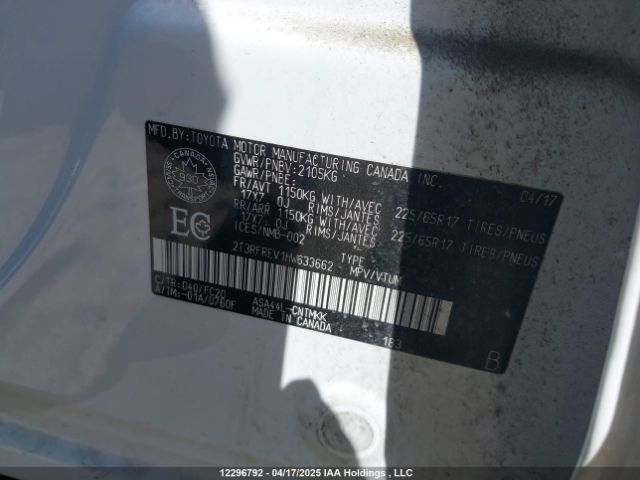 MFD.BY:TOYOTA MOTOR MANUFACTURING CANADA INC.
GVWR/PNBV:2105KG
04/17
GAWR/PNBE:
FR/AVT 1150KG WITH/AVEC 225/65R17 TIRES/PNEUS
17X7.0J RIMS/JANTES
RR/ARR 1150KG WITH/AVEC 225/65R17 TIRES/PNEUS
17X7.0J RIMS/JANTES
ICES/NMB-002
CANADA
930
EC
2T3RFREV1HW633662
TYPE
MPV/VTUM
C/TR:040/FC20
A/TM:-01A/U760F
ASA44L-CNTMKK
MADE IN CANADA
183
B
12296792 - 04/17/2025 IAA Holdings , LLC